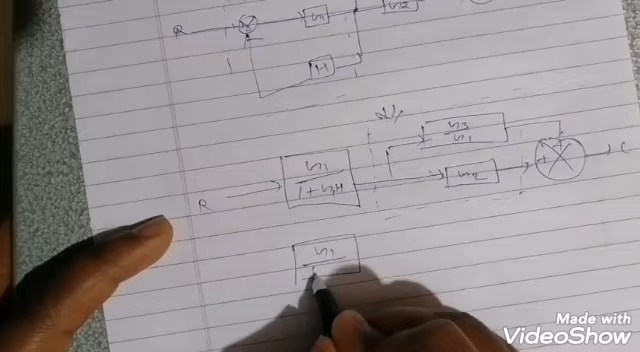 R G1 G2
H
G3
G1
R G1 G2 C
1+G1H
G1
Made with
VideoShow